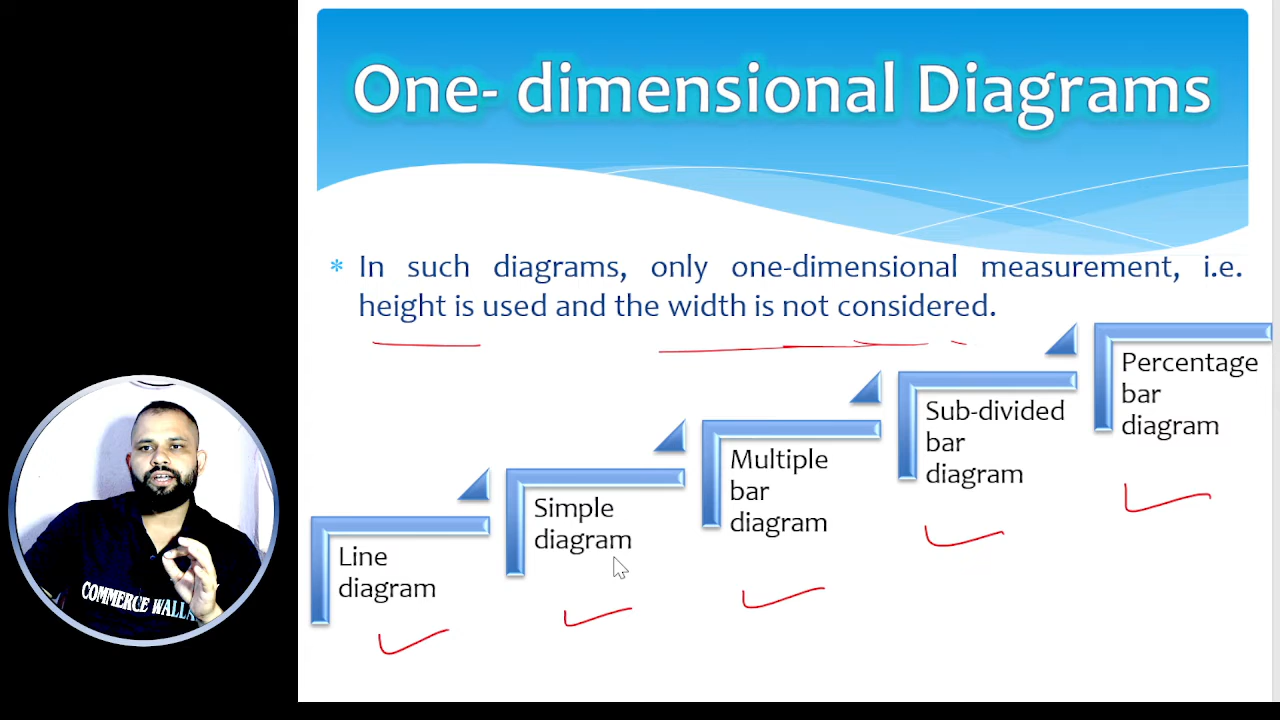 One- dimensional Diagrams
* In such diagrams, only one-dimensional measurement, i.e.
height is used and the width is not considered.
Line
diagram
Simple
diagram
Multiple
bar
diagram
Sub-divided
bar
diagram
Percentage
bar
diagram
COMMERCE WALLA